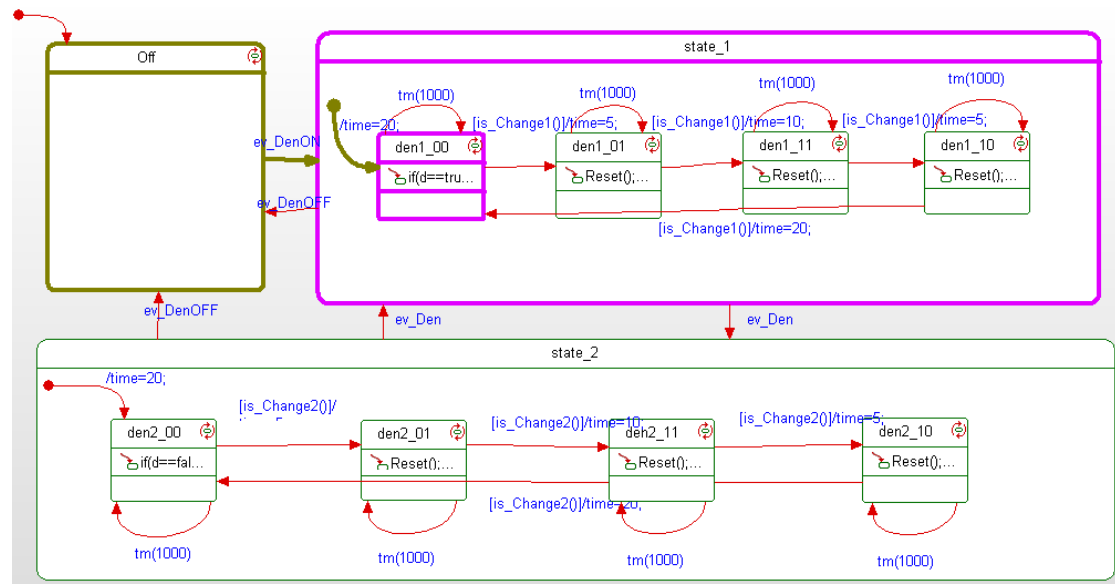 Off
state_1
tm(1000)
tm(1000)
tm(1000)
tm(1000)
/time=20;
[is_Change1()]/time=5;
[is_Change1()]/time=10;
[is_Change1()]/time=5;
ev_DenON
den1_00
den1_01
den1_11
den1_10
if(d==tru...
Reset();...
Reset();...
Reset();...
ev_DenOFF
[is_Change1()]/time=20;
ev_DenOFF
ev_Den
ev_Den
state_2
/time=20;
[is_Change2()]/
[is_Change2()]/time=10;
[is_Change2()]/time=5;
den2_00
den2_01
den2_11
den2_10
if(d==fal...
Reset();...
Reset();...
Reset();...
[is_Change2()]/time=20;
tm(1000)
tm(1000)
tm(1000)
tm(1000)